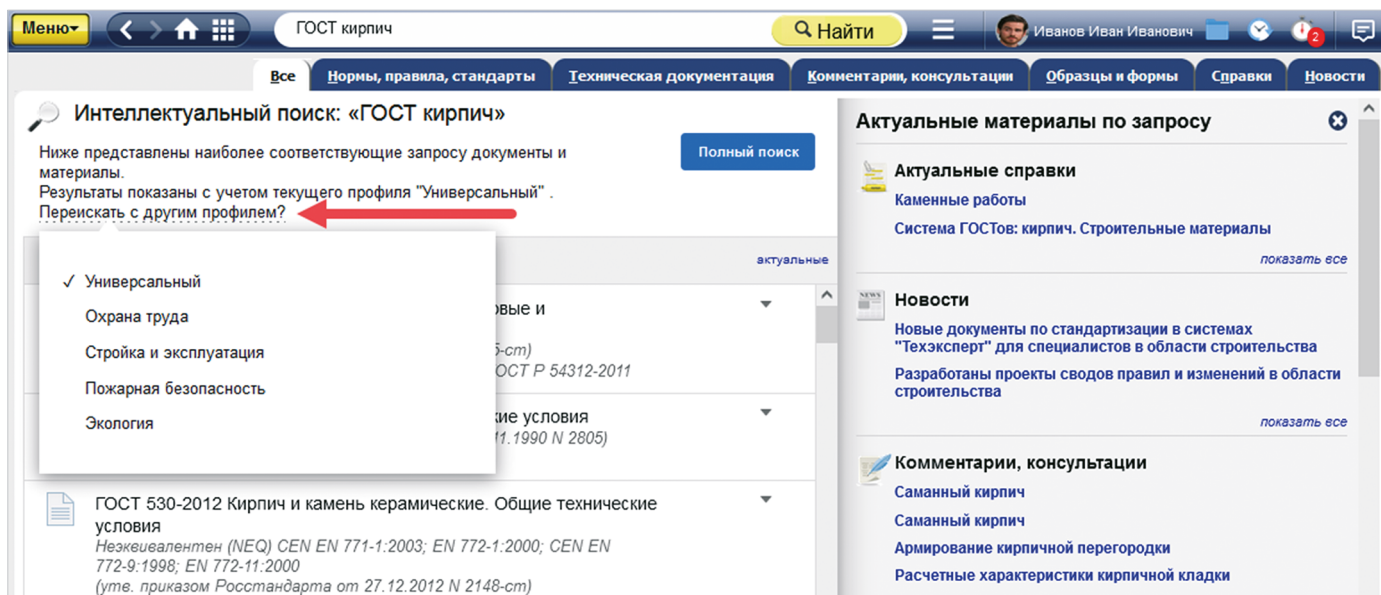 Меню
ГОСТ кирпич
Найти
Иванов Иван Иванович
2
Все
Нормы, правила, стандарты
Техническая документация
Комментарии, консультации
Образцы и формы
Справки
Новости
Интеллектуальный поиск: «ГОСТ кирпич»
Ниже представлены наиболее соответствующие запросу документы и
материалы.
Результаты показаны с учетом текущего профиля "Универсальный" .
Переискать с другим профилем?
Полный поиск
✓ Универсальный
Охрана труда
Стройка и эксплуатация
Пожарная безопасность
Экология
актуальные
овые и
5-ст)
ОСТ Р 54312-2011
кие условия
11.1990 N 2805)
ГОСТ 530-2012 Кирпич и камень керамические. Общие технические
условия
Неэквивалентен (NEQ) CEN EN 771-1:2003; EN 772-1:2000; CEN EN
772-9:1998; EN 772-11:2000
(утв. приказом Росстандарта от 27.12.2012 N 2148-ст)
Актуальные материалы по запросу
Актуальные справки
Каменные работы
Система ГОСТов: кирпич. Строительные материалы
показать все
NEWS
Новости
Новые документы по стандартизации в системах
"Техэксперт" для специалистов в области строительства
Разработаны проекты сводов правил и изменений в области
строительства
показать все
Комментарии, консультации
Саманный кирпич
Саманный кирпич
Армирование кирпичной перегородки
Расчетные характеристики кирпичной кладки